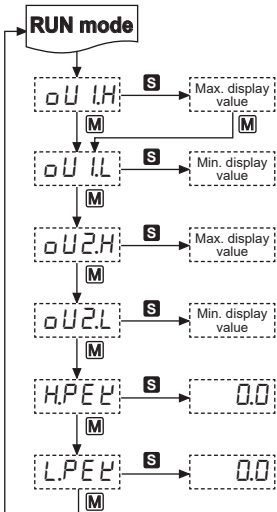 RUN mode
oU1.H S Max. display
value
M M
oU1.L S Min. display
value
M
oU2.H S Max. display
value
M
oU2.L S Min. display
value
M
H.PEK S 0.0
M
L.PEK S 0.0
M